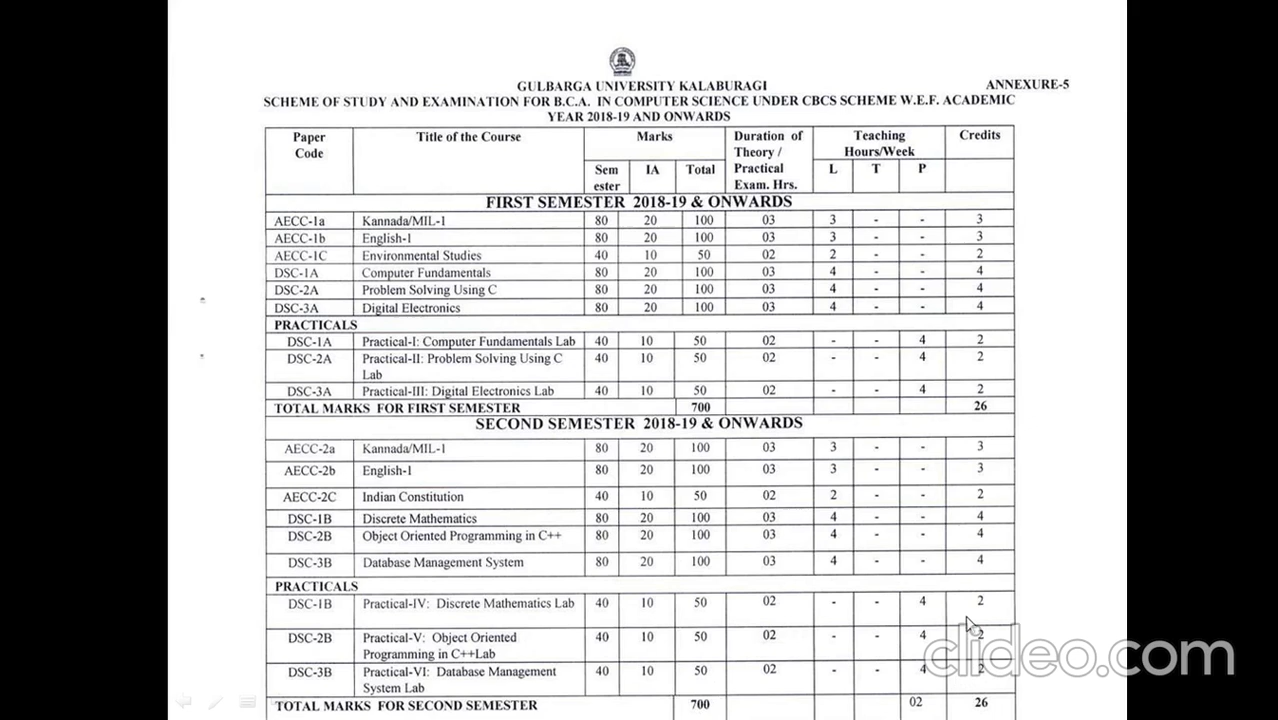 GULBARGA UNIVERSITY KALABURAGI ANNEXURE-5
SCHEME OF STUDY AND EXAMINATION FOR B.C.A. IN COMPUTER SCIENCE UNDER CBCS SCHEME W.E.F. ACADEMIC
YEAR 2018-19 AND ONWARDS
Paper Code Title of the Course Marks Duration of Theory / Practical Exam. Hrs. Teaching Hours/Week Credits
Sem ester IA Total L T P
FIRST SEMESTER 2018-19 & ONWARDS
AECC-1a Kannada/MIL-1 80 20 100 03 3 - - 3
AECC-1b English-1 80 20 100 03 3 - - 3
AECC-1C Environmental Studies 40 10 50 02 2 - - 2
DSC-1A Computer Fundamentals 80 20 100 03 4 - - 4
DSC-2A Problem Solving Using C 80 20 100 03 4 - - 4
DSC-3A Digital Electronics 80 20 100 03 4 - - 4
PRACTICALS
DSC-1A Practical-I: Computer Fundamentals Lab 40 10 50 02 - - 4 2
DSC-2A Practical-II: Problem Solving Using C 40 10 50 02 - - 4 2
Lab
DSC-3A Practical-III: Digital Electronics Lab 40 10 50 02 - - 4 2
TOTAL MARKS FOR FIRST SEMESTER 700 26
SECOND SEMESTER 2018-19 & ONWARDS
AECC-2a Kannada/MIL-1 80 20 100 03 3 - - 3
AECC-2b English-1 80 20 100 03 3 - - 3
AECC-2C Indian Constitution 40 10 50 02 2 - - 2
DSC-1B Discrete Mathematics 80 20 100 03 4 - - 4
DSC-2B Object Oriented Programming in C++ 80 20 100 03 4 - - 4
DSC-3B Database Management System 80 20 100 03 4 - - 4
PRACTICALS
DSC-1B Practical-IV: Discrete Mathematics Lab 40 10 50 02 - - 4 2
DSC-2B Practical-V: Object Oriented 40 10 50 02 - - 4 2
Programming in C++Lab
DSC-3B Practical-VI: Database Management 40 10 50 02 - - 4 2
System Lab
TOTAL MARKS FOR SECOND SEMESTER 700 02 26
clideo.com